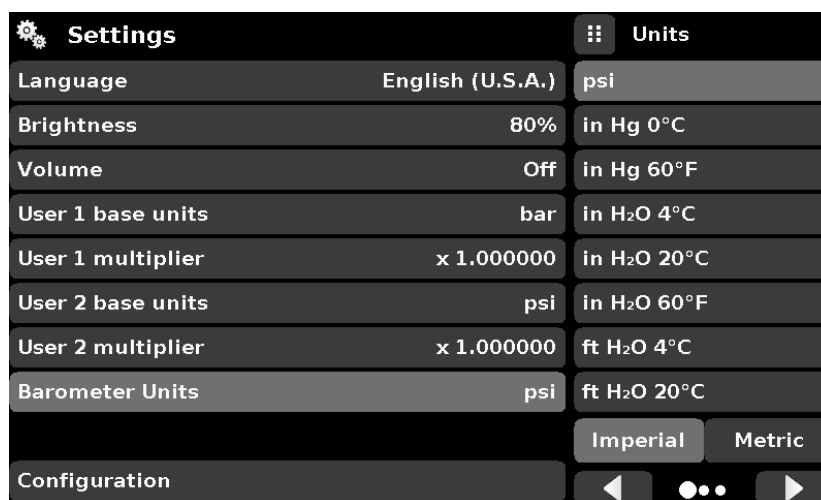 Settings
Language English (U.S.A.)
Brightness 80%
Volume Off
User 1 base units bar
User 1 multiplier x 1.000000
User 2 base units psi
User 2 multiplier x 1.000000
Barometer Units psi
Configuration
Units
psi
in Hg 0°C
in Hg 60°F
in H₂O 4°C
in H₂O 20°C
in H₂O 60°F
ft H₂O 4°C
ft H₂O 20°C
Imperial Metric